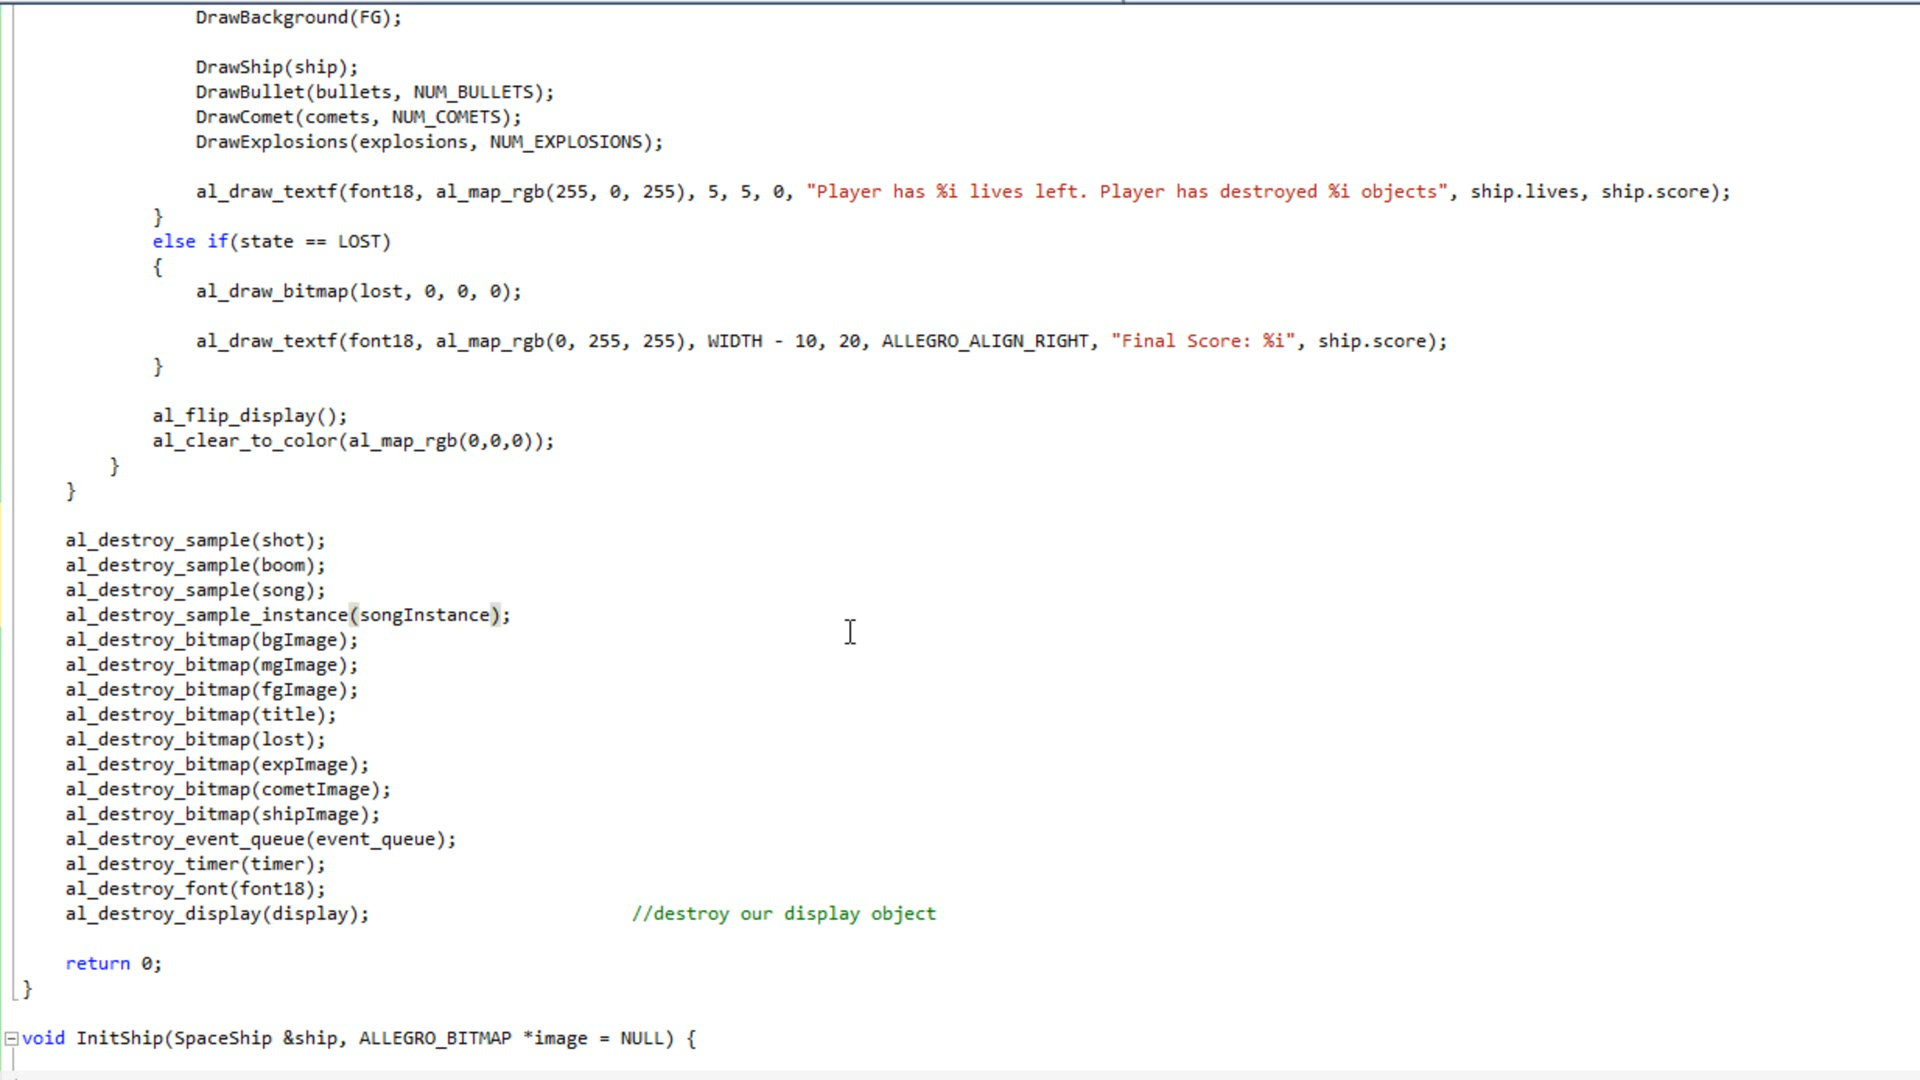 DrawBackground(FG);
DrawShip(ship);
DrawBullet(bullets, NUM_BULLETS);
DrawComet(comets, NUM_COMETS);
DrawExplosions(explosions, NUM_EXPLOSIONS);
al_draw_textf(font18, al_map_rgb(255, 0, 255), 5, 5, 0, "Player has %i lives left. Player has destroyed %i objects", ship.lives, ship.score);
}
else if(state == LOST)
{
al_draw_bitmap(lost, 0, 0, 0);
al_draw_textf(font18, al_map_rgb(0, 255, 255), WIDTH - 10, 20, ALLEGRO_ALIGN_RIGHT, "Final Score: %i", ship.score);
}
al_flip_display();
al_clear_to_color(al_map_rgb(0,0,0));
}
}
al_destroy_sample(shot);
al_destroy_sample(boom);
al_destroy_sample(song);
al_destroy_sample_instance(songInstance);
al_destroy_bitmap(bgImage);
al_destroy_bitmap(mgImage);
al_destroy_bitmap(fgImage);
al_destroy_bitmap(title);
al_destroy_bitmap(lost);
al_destroy_bitmap(expImage);
al_destroy_bitmap(cometImage);
al_destroy_bitmap(shipImage);
al_destroy_event_queue(event_queue);
al_destroy_timer(timer);
al_destroy_font(font18);
al_destroy_display(display); //destroy our display object
return 0;
}
void InitShip(SpaceShip &ship, ALLEGRO_BITMAP *image = NULL) {